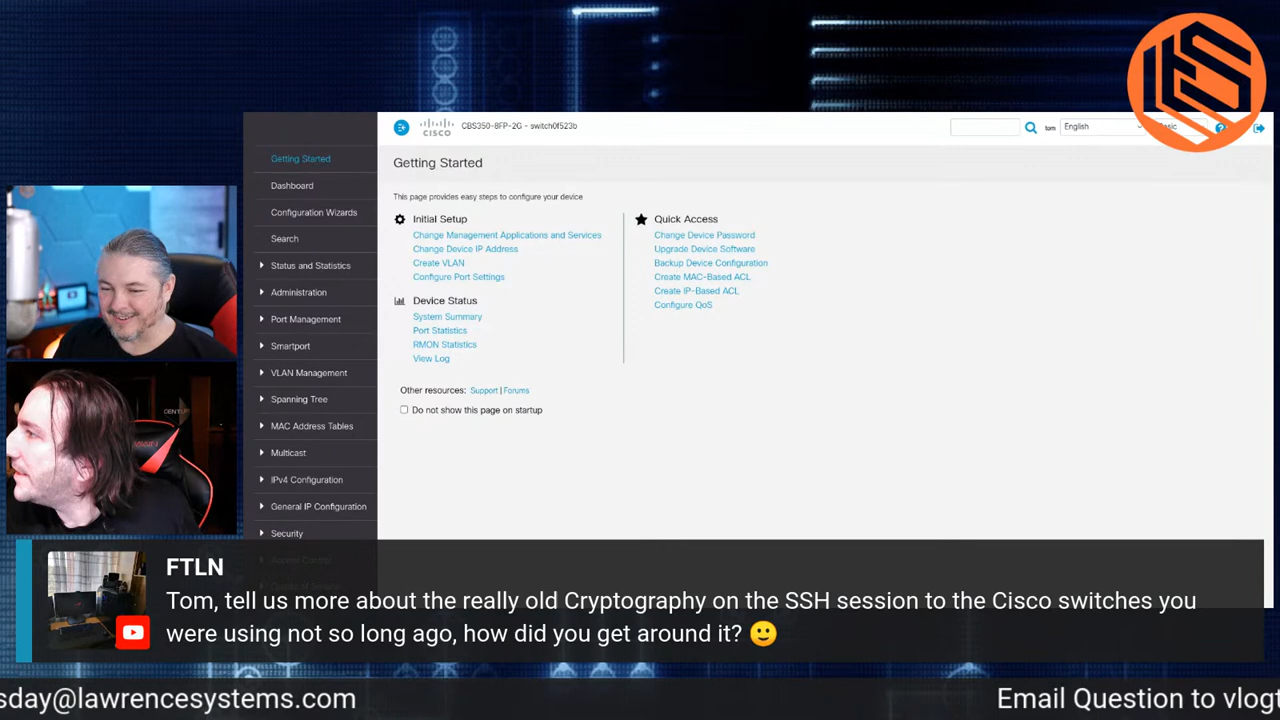 CISCO
CBS350-8FP-2G - switch0f523b
tom
English
Getting Started
Dashboard
Configuration Wizards
Search
Status and Statistics
Administration
Port Management
Smartport
VLAN Management
Spanning Tree
MAC Address Tables
Multicast
IPv4 Configuration
General IP Configuration
Security
Getting Started
This page provides easy steps to configure your device
Initial Setup
Change Management Applications and Services
Change Device IP Address
Create VLAN
Configure Port Settings
Device Status
System Summary
Port Statistics
RMON Statistics
View Log
Quick Access
Change Device Password
Upgrade Device Software
Backup Device Configuration
Create MAC-Based ACL
Create IP-Based ACL
Configure QoS
Other resources: Support | Forums
Do not show this page on startup
FTLN
Tom, tell us more about the really old Cryptography on the SSH session to the Cisco switches you
were using not so long ago, how did you get around it? 🙂
sday@lawrencesystems.com
Email Question to vlogt